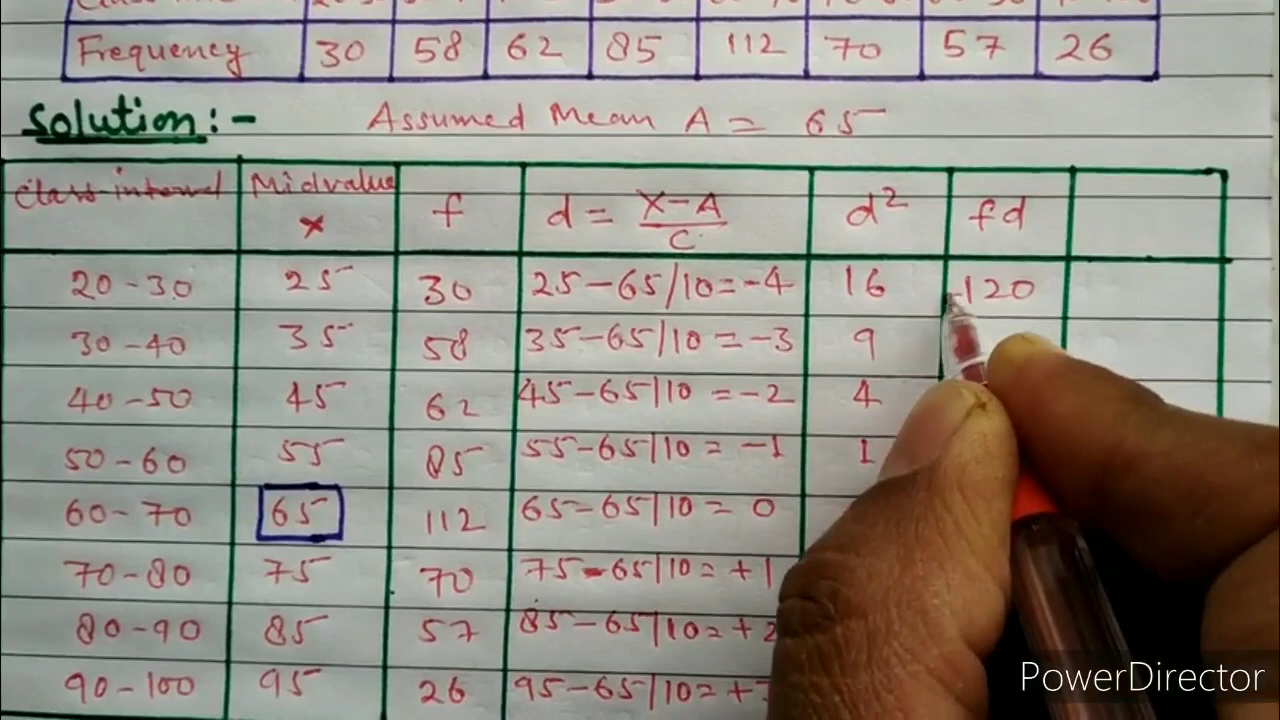 Frequency 30 58 62 85 112 70 57 26
Solution:- Assumed Mean A = 65
Class interval Midvalue x f d = X-A/C d² fd
20-30 25 30 25-65/10=-4 16 -120
30-40 35 58 35-65/10=-3 9
40-50 45 62 45-65/10=-2 4
50-60 55 85 55-65/10=-1 1
60-70 65 112 65-65/10=0
70-80 75 70 75-65/10=+1
80-90 85 57 85-65/10=+2
90-100 95 26 95-65/10=+
PowerDirector